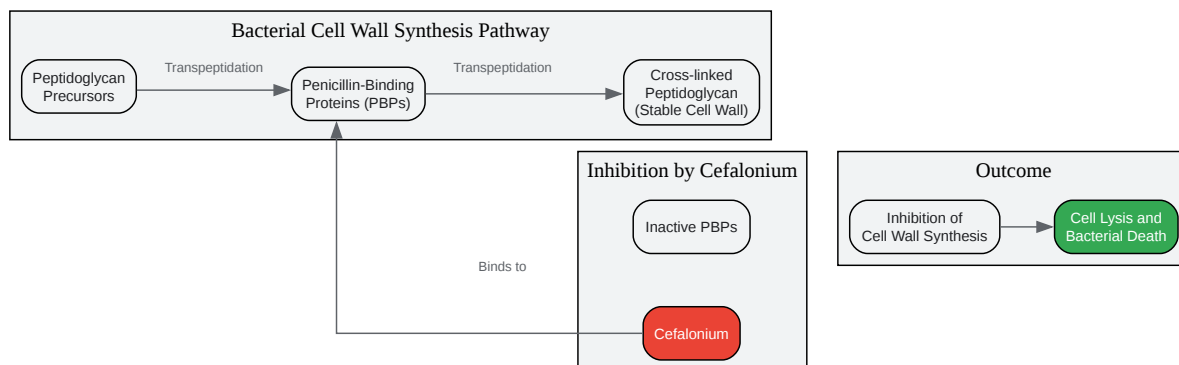 Bacterial Cell Wall Synthesis Pathway
Peptidoglycan
Precursors
Transpeptidation
Penicillin-Binding
Proteins (PBPs)
Transpeptidation
Cross-linked
Peptidoglycan
(Stable Cell Wall)
Inhibition by Cefalonium
Inactive PBPs
Binds to
Cefalonium
Outcome
Inhibition of
Cell Wall Synthesis
Cell Lysis and
Bacterial Death